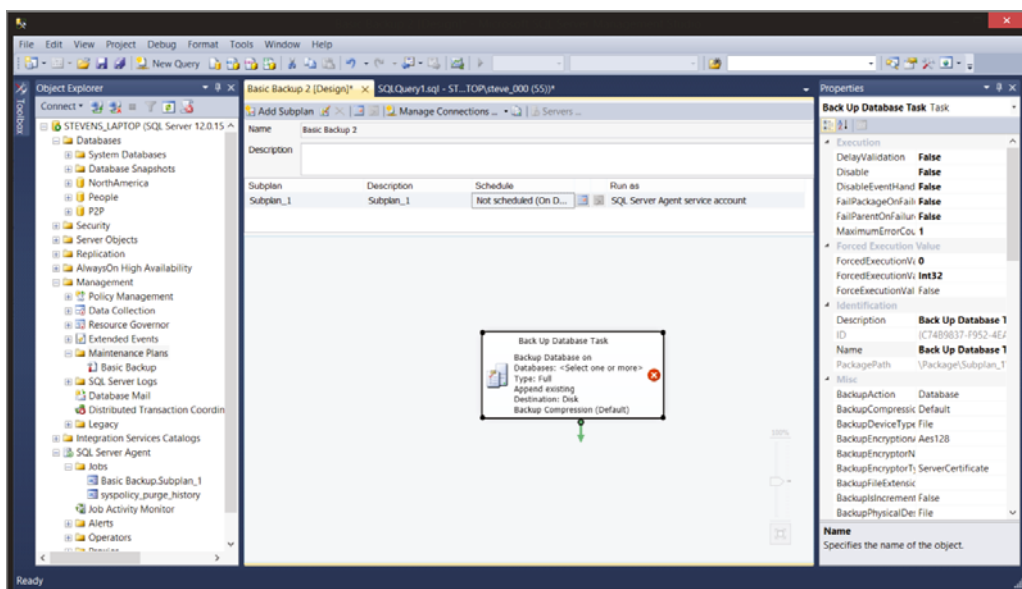 File Edit View Project Debug Format Tools Window Help
New Query
Toolbox
Object Explorer
Connect
STEVENS_LAPTOP (SQL Server 12.0.15
Databases
System Databases
Database Snapshots
NorthAmerica
People
P2P
Security
Server Objects
Replication
AlwaysOn High Availability
Management
Policy Management
Data Collection
Resource Governor
Extended Events
Maintenance Plans
Basic Backup
SQL Server Logs
Database Mail
Distributed Transaction Coordin
Legacy
Integration Services Catalogs
SQL Server Agent
Jobs
Basic Backup.Subplan_1
syspolicy_purge_history
Job Activity Monitor
Alerts
Operators
Basic Backup 2 [Design]* SQLQuery1.sql - ST...TOP\steve_000 (55))*
Add Subplan Manage Connections ... Servers ...
Name Basic Backup 2
Description
Subplan Description Schedule Run as
Subplan_1 Subplan_1 Not scheduled (On D... SQL Server Agent service account
Back Up Database Task
Backup Database on
Databases: <Select one or more>
Type: Full
Append existing
Destination: Disk
Backup Compression (Default)
100%
Properties
Back Up Database Task Task
Execution
DelayValidation False
Disable False
DisableEventHand False
FailPackageOnFail False
FailParentOnFailur False
MaximumErrorCou 1
Forced Execution Value
ForcedExecutionV 0
ForcedExecutionV Int32
ForceExecutionVal False
Identification
Description Back Up Database T
ID
Name Back Up Database T
PackagePath \Package\Subplan_1
Misc
BackupAction Database
BackupCompressic Default
BackupDeviceType File
BackupEncryption Aes128
BackupEncryptorN
BackupEncryptorTy ServerCertificate
BackupFileExtensic
BackupIsIncrement False
BackupPhysicalDe File
Name
Specifies the name of the object.
Ready